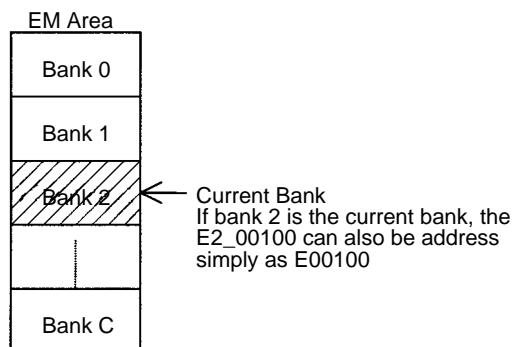 EM Area
Bank 0
Bank 1
Bank 2
Current Bank
If bank 2 is the current bank, the
E2_00100 can also be address
simply as E00100
Bank C